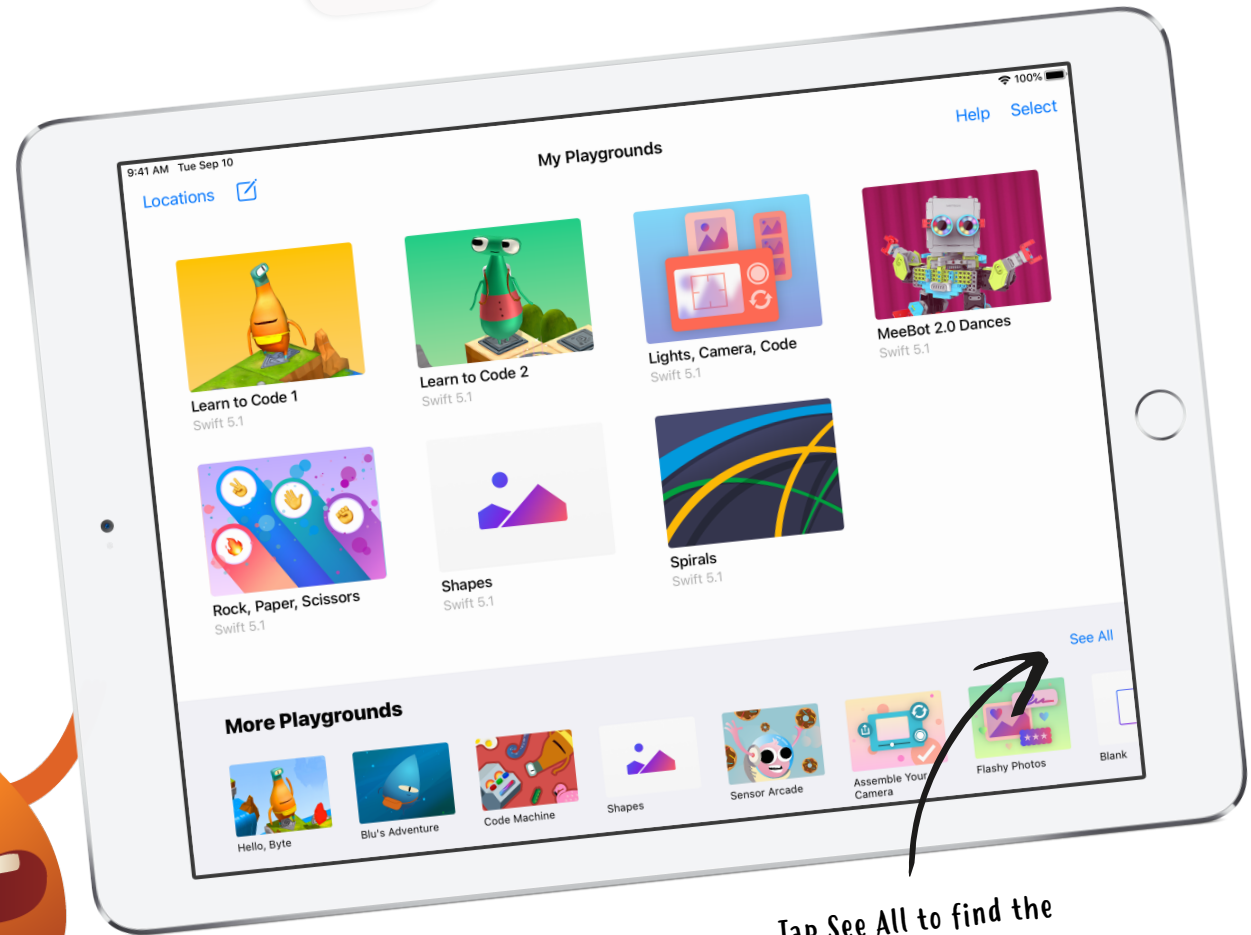 9:41 AM Tue Sep 10
100%
Locations
My Playgrounds
Help Select
Learn to Code 1
Swift 5.1
Learn to Code 2
Swift 5.1
Lights, Camera, Code
Swift 5.1
MeeBot 2.0 Dances
Swift 5.1
Rock, Paper, Scissors
Swift 5.1
Shapes
Swift 5.1
Spirals
Swift 5.1
More Playgrounds
See All
Hello, Byte
Blu's Adventure
Code Machine
Shapes
Sensor Arcade
Assemble Your
Camera
Flashy Photos
Blank
Tap See All to find the